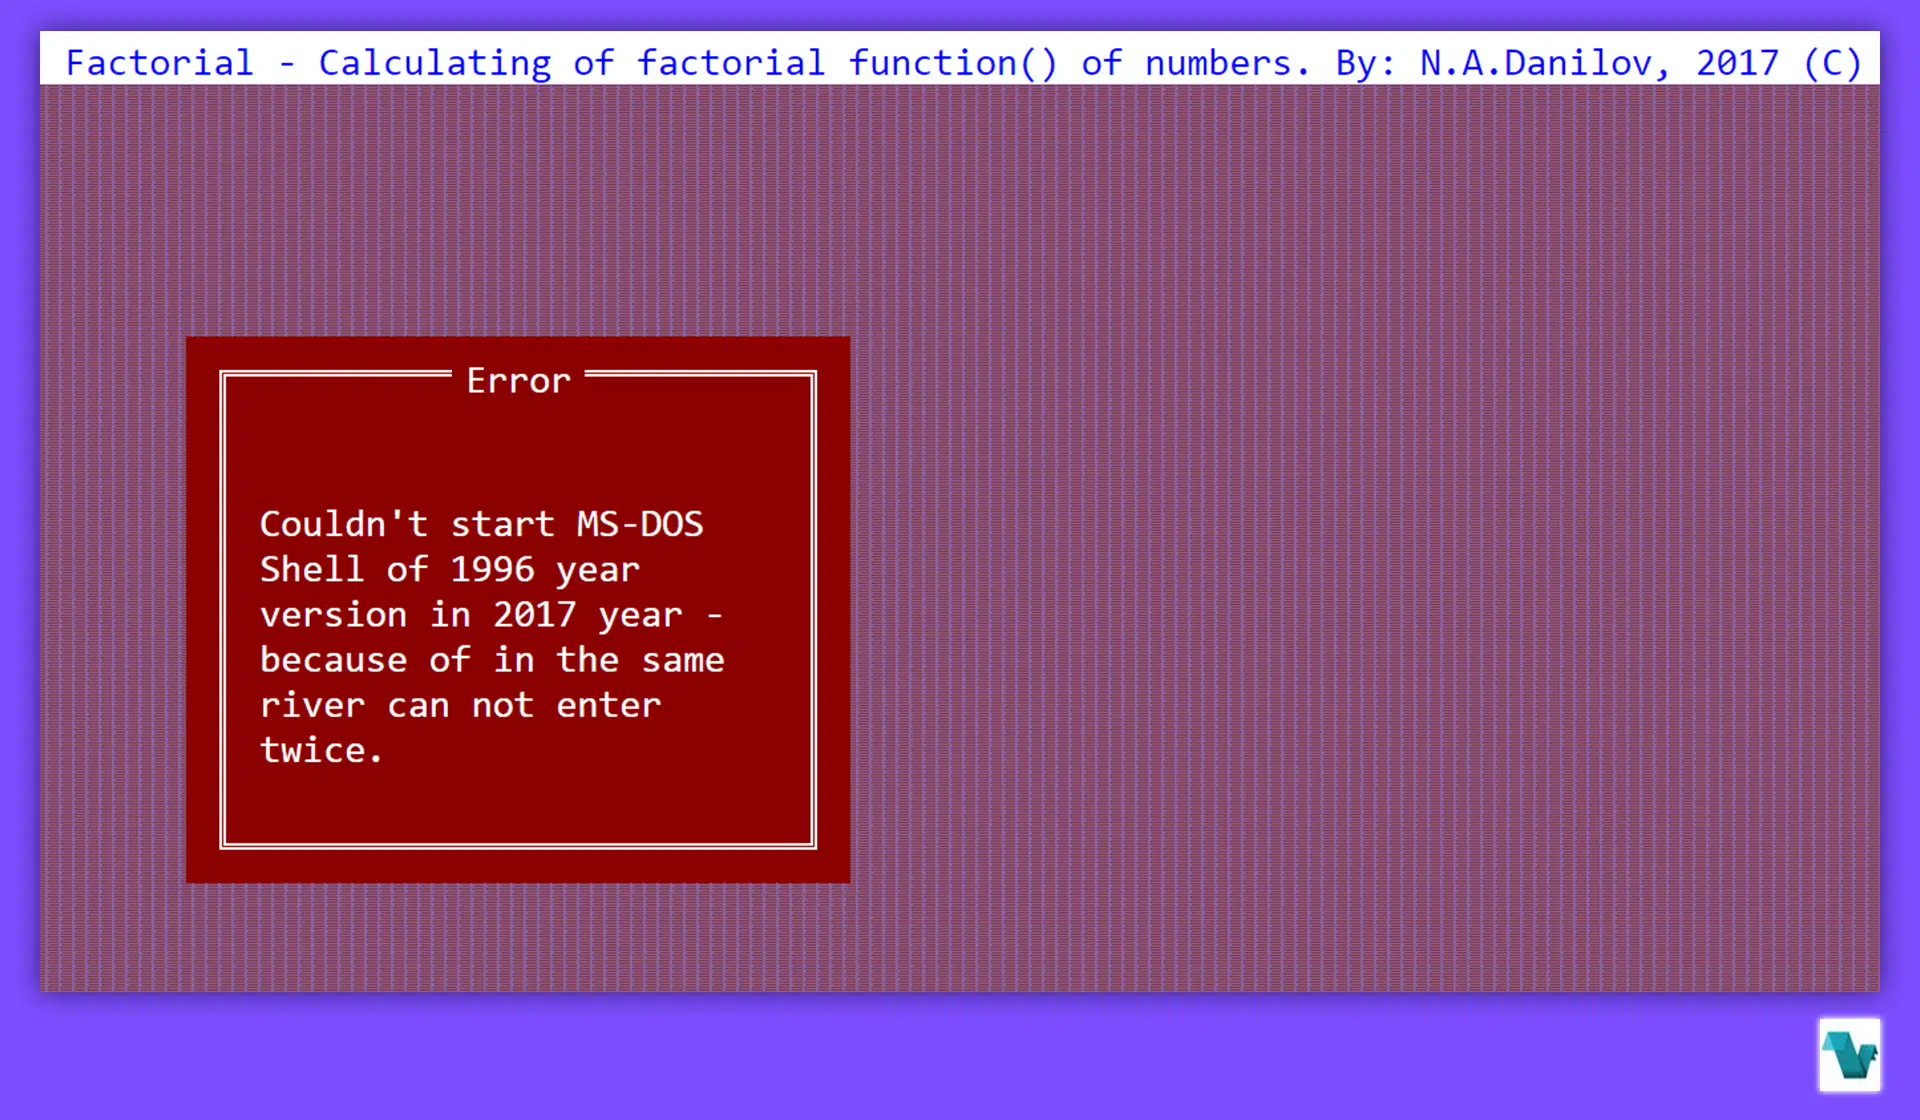 Factorial - Calculating of factorial function() of numbers. By: N.A.Danilov, 2017 (C)
Error
Couldn't start MS-DOS
Shell of 1996 year
version in 2017 year -
because of in the same
river can not enter
twice.